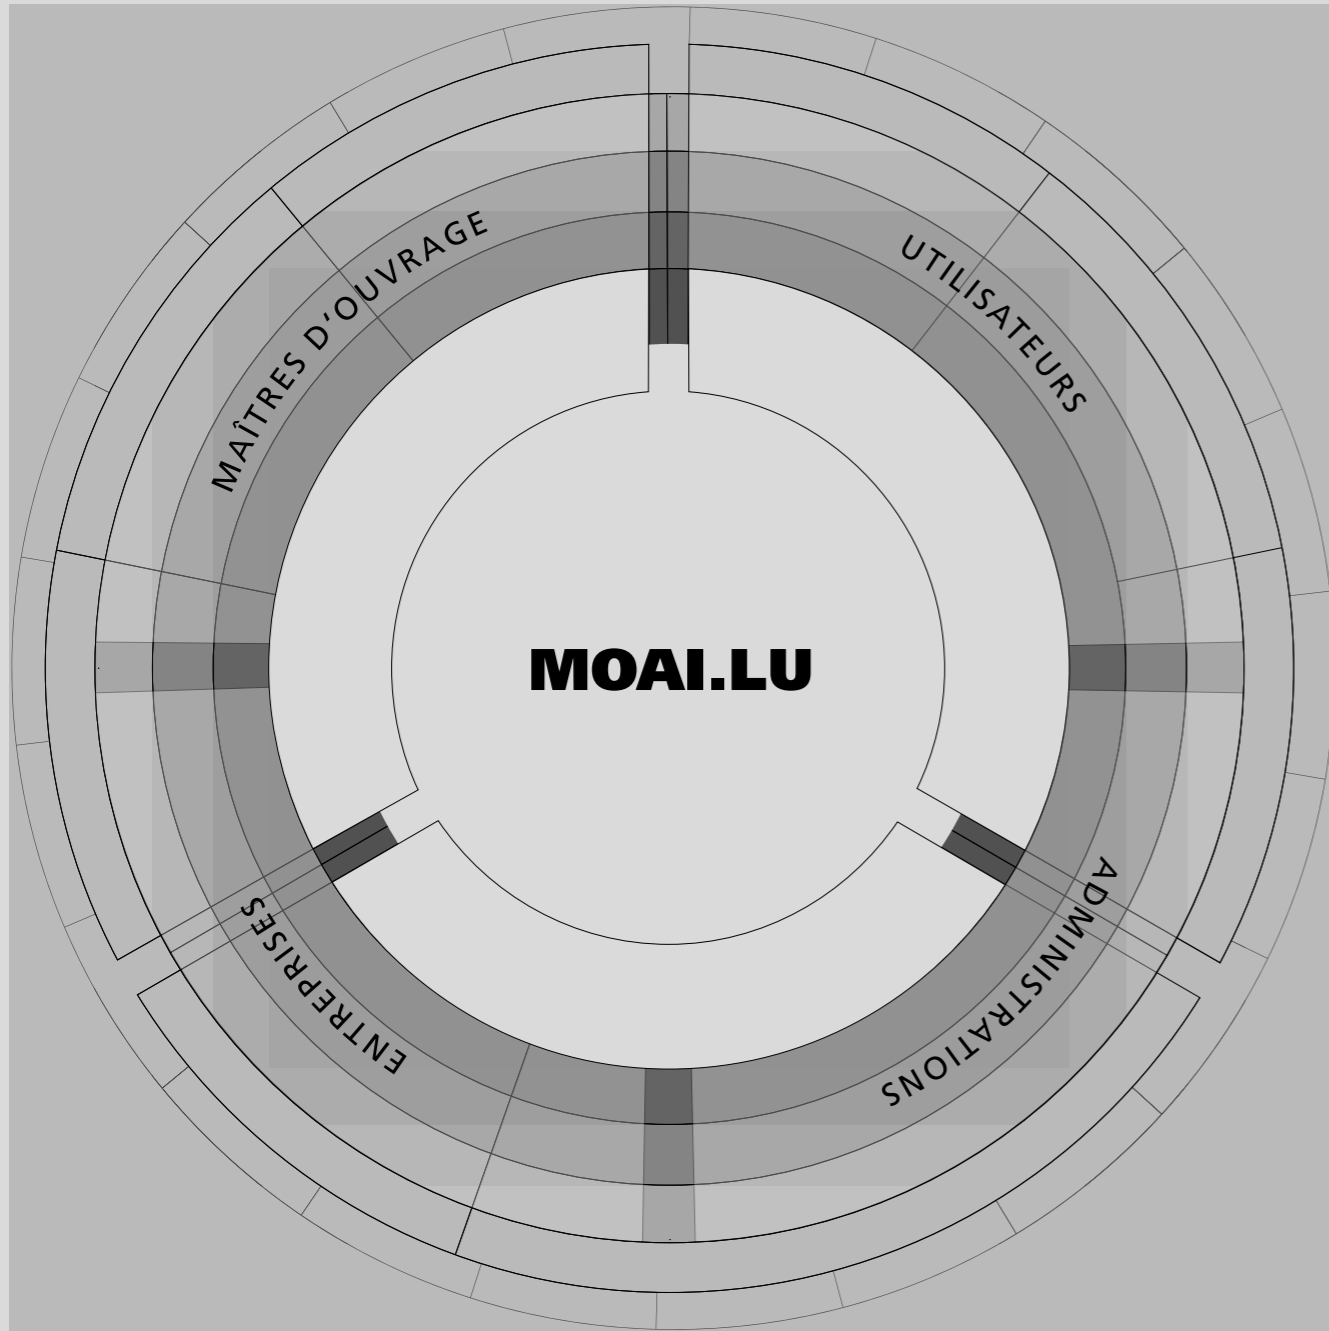 MAÎTRES D'OUVRAGE
UTILISATEURS
MOAI.LU
ENTREPRISES
ADMINISTRATIONS